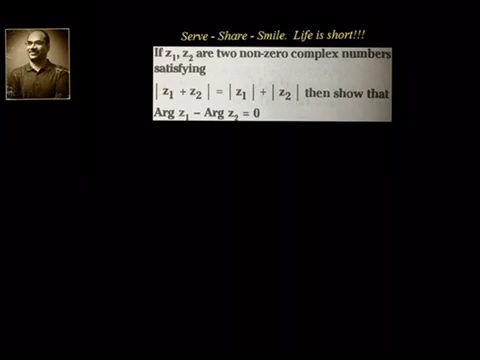 Serve - Share - Smile. Life is short!!!
If z₁, z₂ are two non-zero complex numbers
satisfying
| z₁ + z₂ | = | z₁ | + | z₂ | then show that
Arg z₁ − Arg z₂ = 0